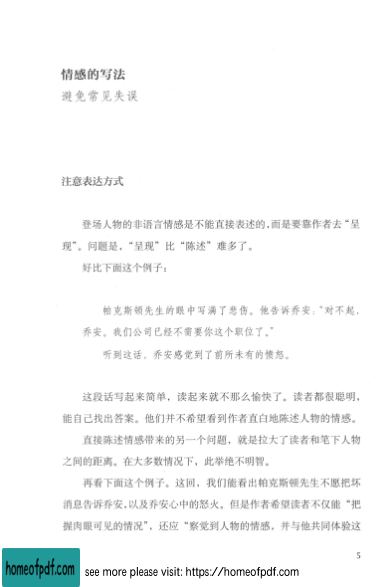 情感的写法
避免常见失误
注意表达方式
登场人物的非语言情感是不能直接表述的,而是要靠作者去“呈
现”。问题是,“呈现”比“陈述”难多了。
好比下面这个例子:
帕克斯顿先生的眼中写满了悲伤。他告诉乔安:“对不起,
乔安。我们公司已经不需要你这个职位了。”
听到这话,乔安感觉到了前所未有的愤怒。
这段话写起来简单,读起来就不那么愉快了。读者都很聪明,
能自己找出答案。他们并不希望看到作者直白地陈述人物的情感。
直接陈述情感带来的另一个问题,就是拉大了读者和笔下人物
之间的距离。在大多数情况下,此举绝不明智。
再看下面这个例子。这回,我们能看出帕克斯顿先生不愿把坏
消息告诉乔安,以及乔安心中的怒火。但是作者希望读者不仅能“把
握肉眼可见的情况”,还应“察觉到人物的情感,并与他共同体验这
5
homeofpdf.com
see more please visit: https://homeofpdf.com